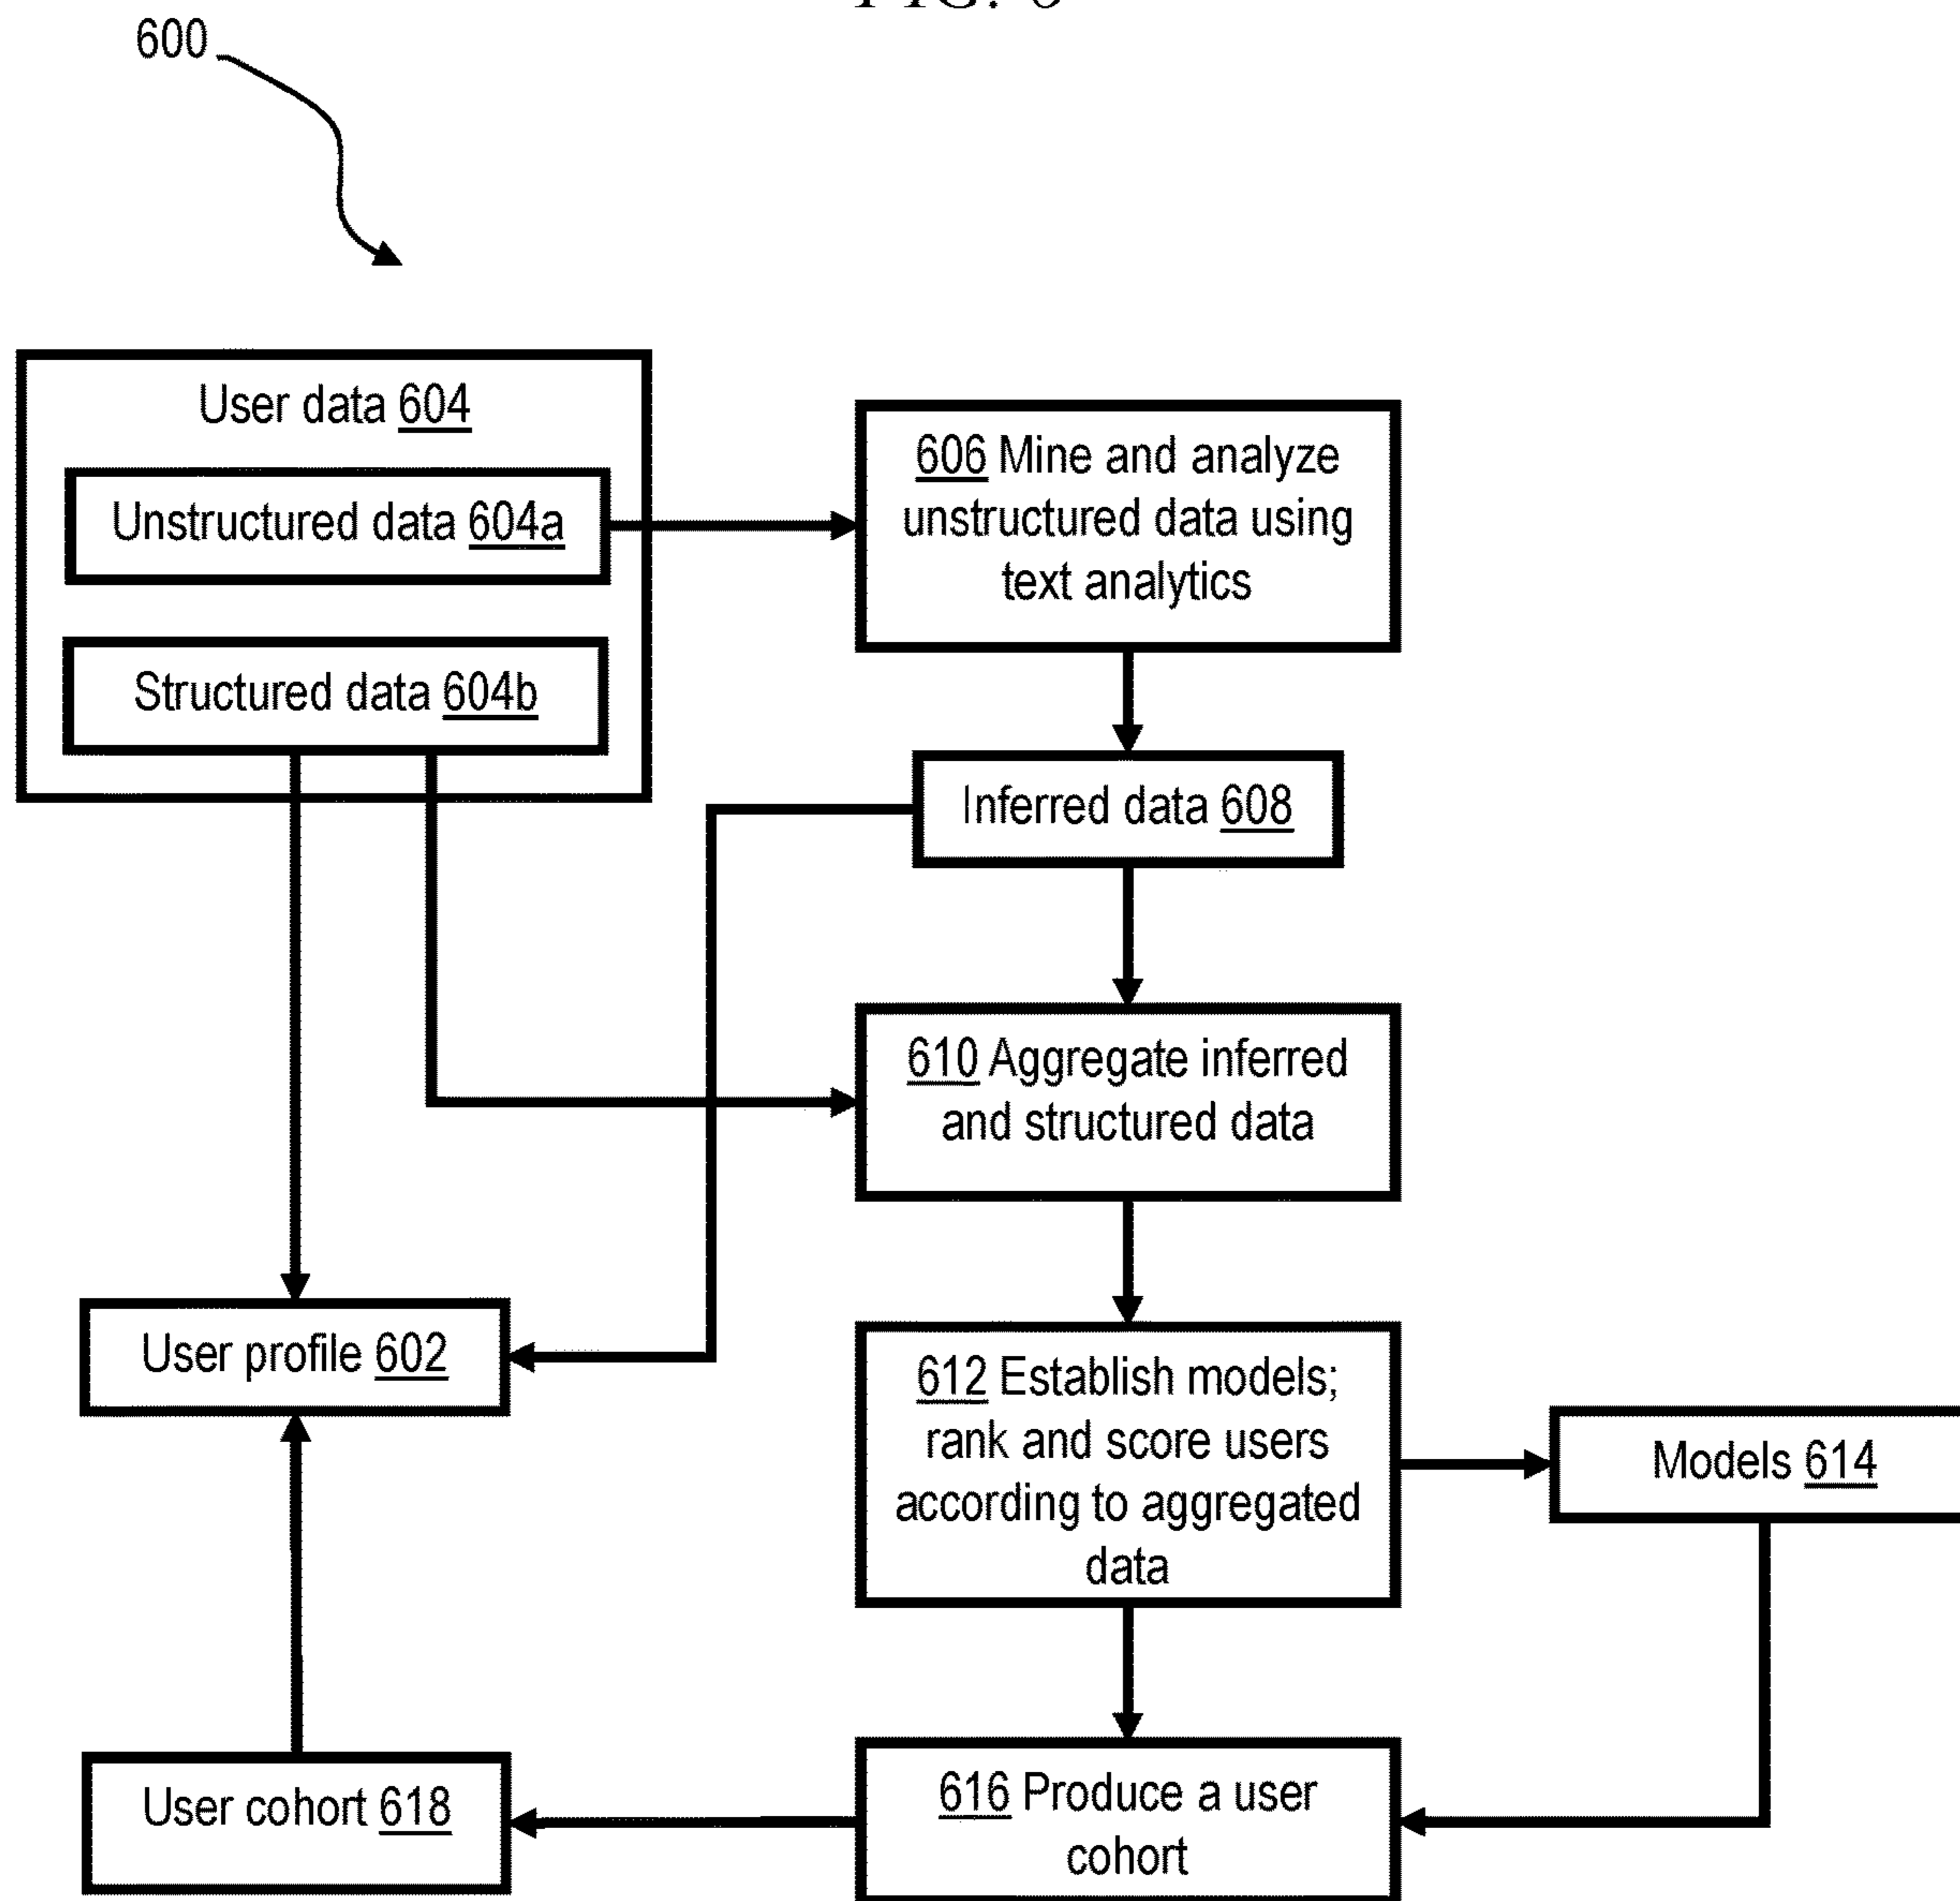 FIG. 6
600
User data 604
Unstructured data 604a
Structured data 604b
606 Mine and analyze
unstructured data using
text analytics
Inferred data 608
610 Aggregate inferred
and structured data
User profile 602
612 Establish models;
rank and score users
according to aggregated
data
Models 614
User cohort 618
616 Produce a user
cohort